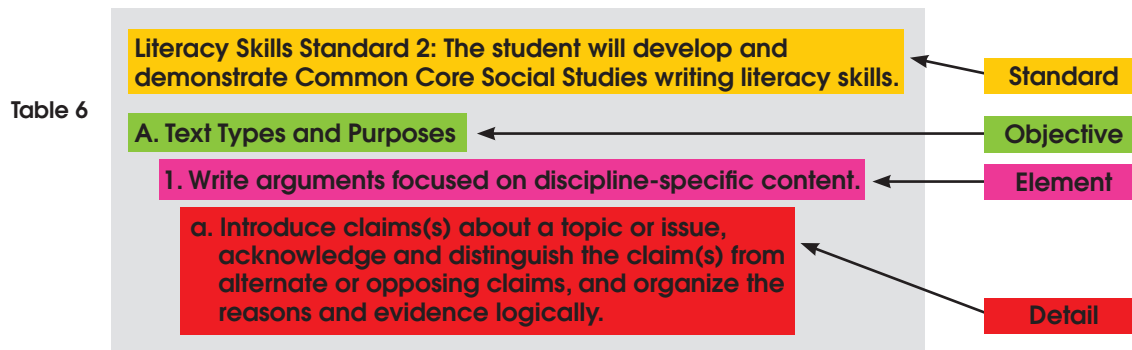 Table 6
Literacy Skills Standard 2: The student will develop and
demonstrate Common Core Social Studies writing literacy skills.
Standard
A. Text Types and Purposes
Objective
1. Write arguments focused on discipline-specific content.
Element
a. Introduce claims(s) about a topic or issue,
acknowledge and distinguish the claim(s) from
alternate or opposing claims, and organize the
reasons and evidence logically.
Detail